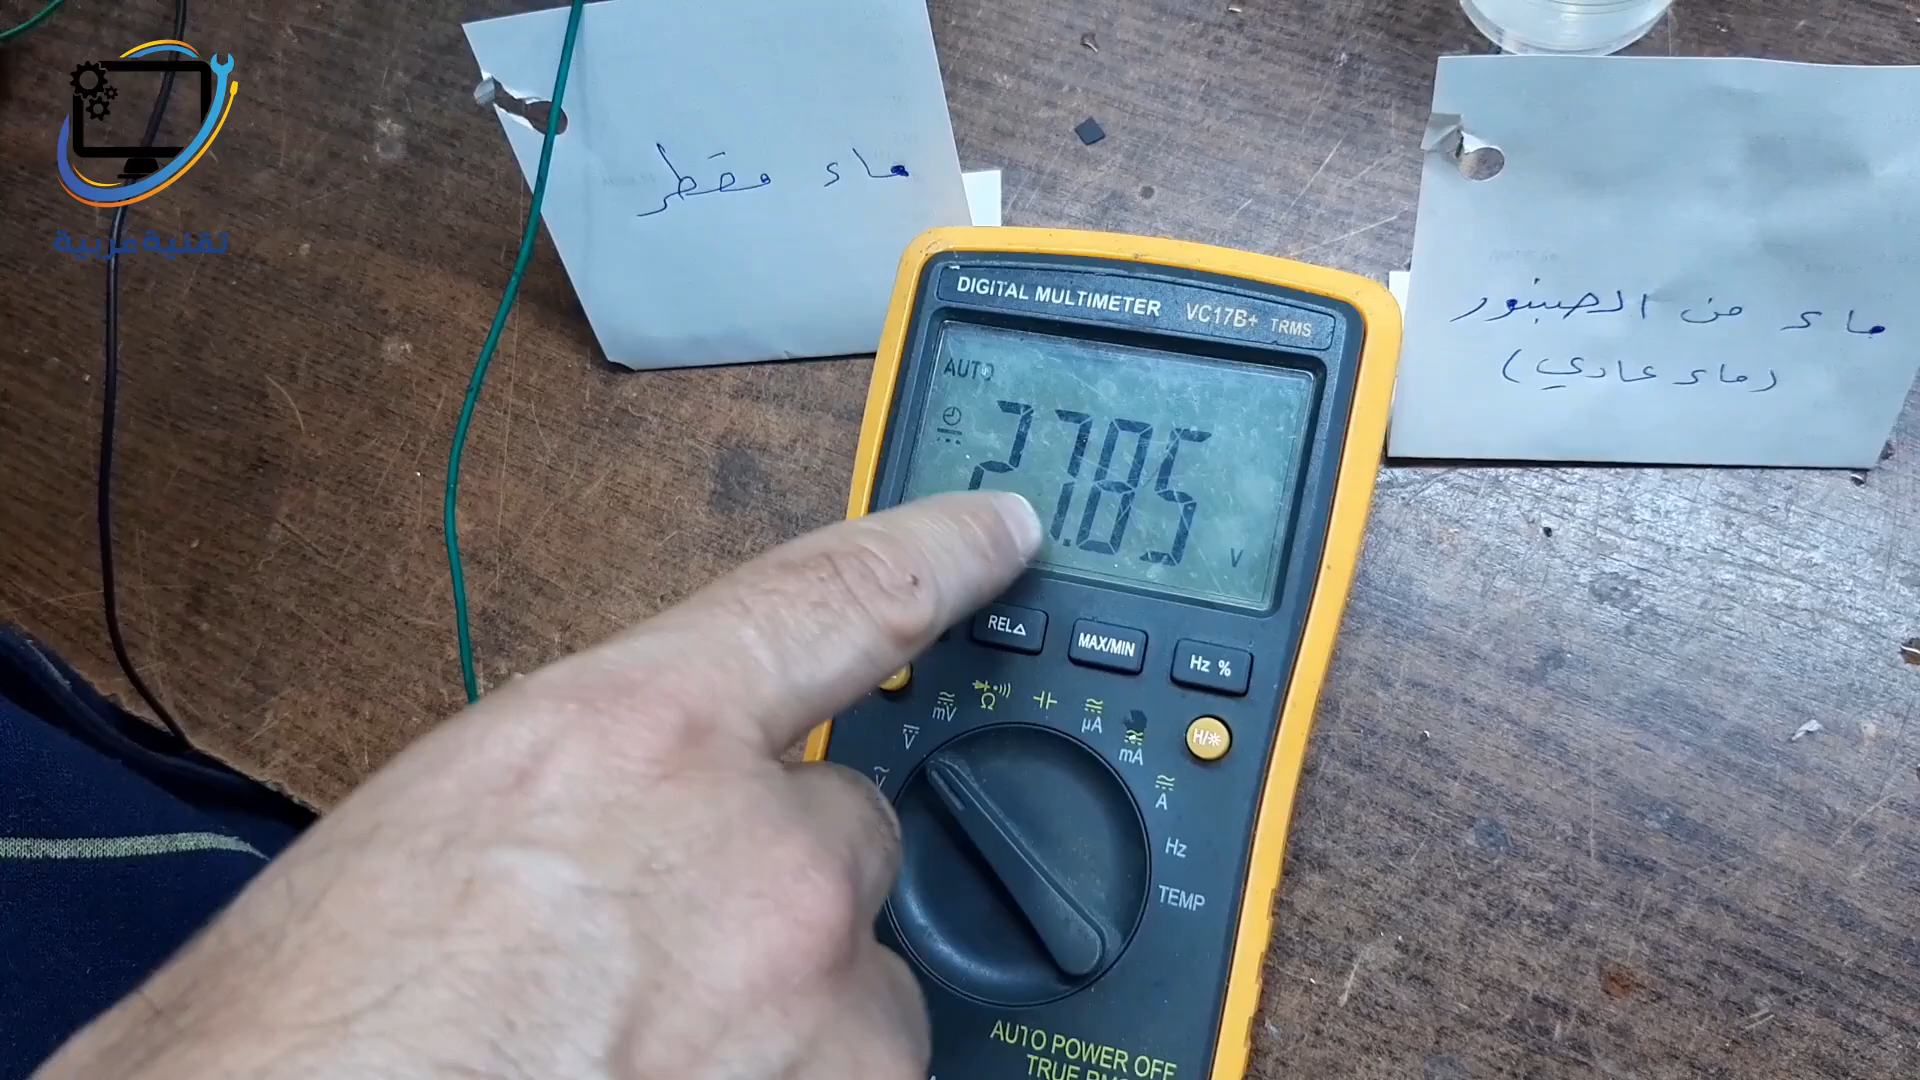 تقنية عربية
ماء مقطر
ماء من الصنبور
(ماء عادي)
DIGITAL MULTIMETER VC17B+ TRMS
AUTO
27.85
V
REL△
MAX/MIN
Hz %
mV
Ω
µA
mA
V
A
Hz
TEMP
H/☀
AUTO POWER OFF